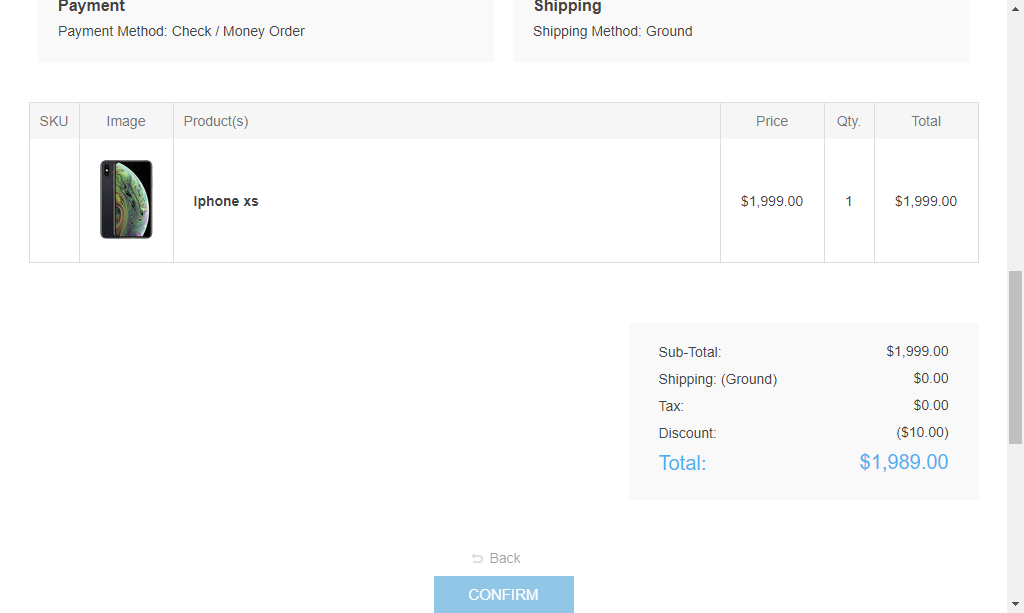 Payment
Shipping
Payment Method: Check / Money Order
Shipping Method: Ground
SKU Image Product(s) Price Qty. Total
Iphone xs $1,999.00 1 $1,999.00
Sub-Total: $1,999.00
Shipping: (Ground) $0.00
Tax: $0.00
Discount: ($10.00)
Total: $1,989.00
Back
CONFIRM